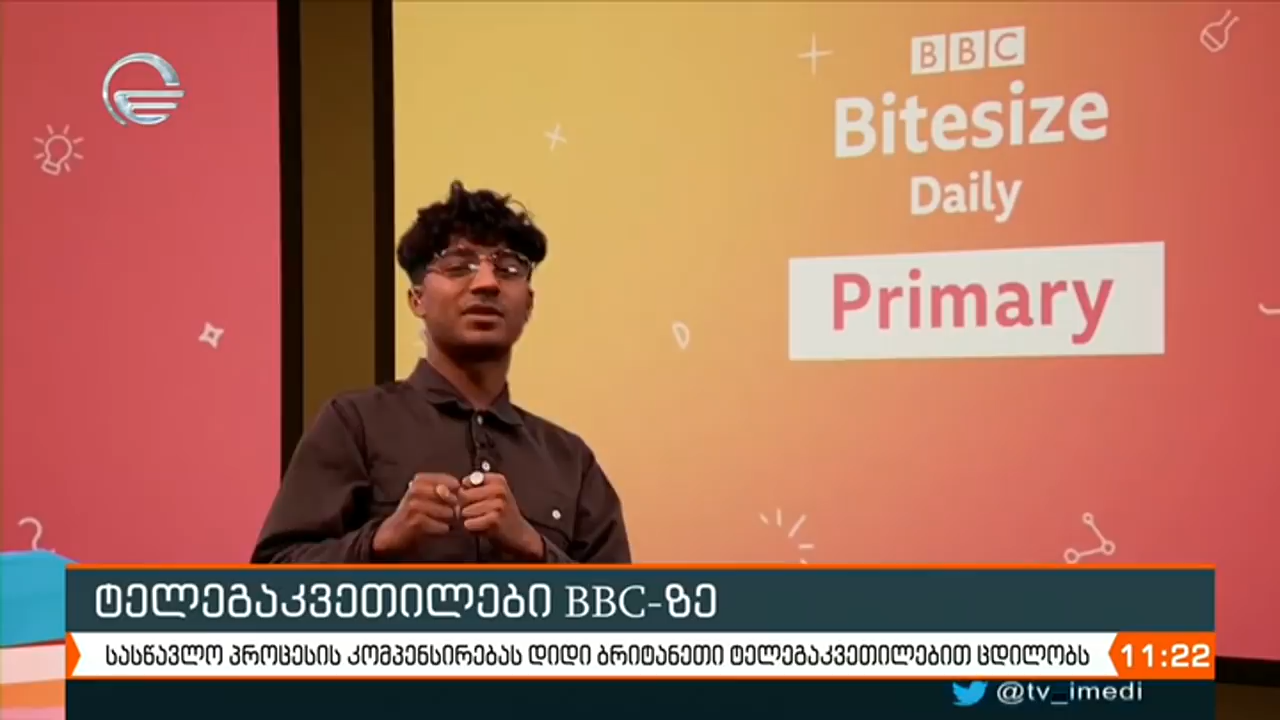 BBC
Bitesize
Daily
Primary
ტელეგაკვეთილები BBC-ზე
სასწავლო პროცესის კომპენსირებას დიდი ბრიტანეთი ტელეგაკვეთილებით ცდილობს
11:22
@tv_imedi